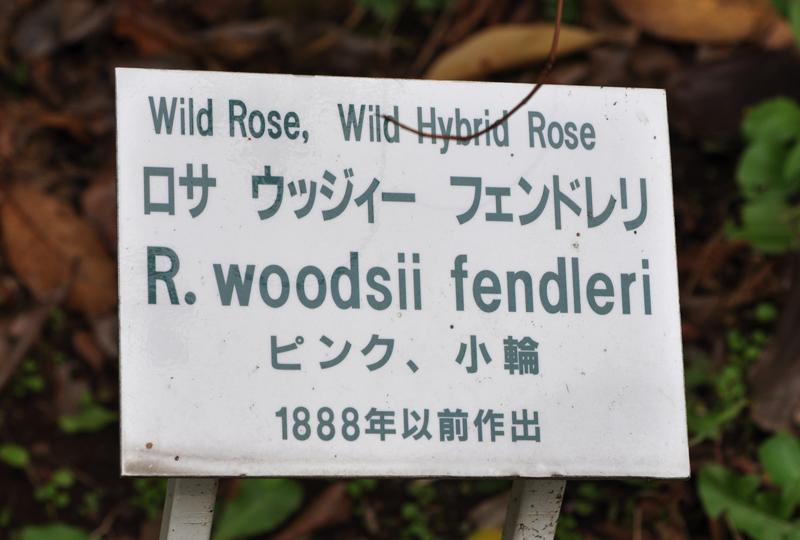 Wild Rose, Wild Hybrid Rose
ロサ ウッジィー フェンドレリ
R. woodsii fendleri
ピンク、小輪
1888年以前作出